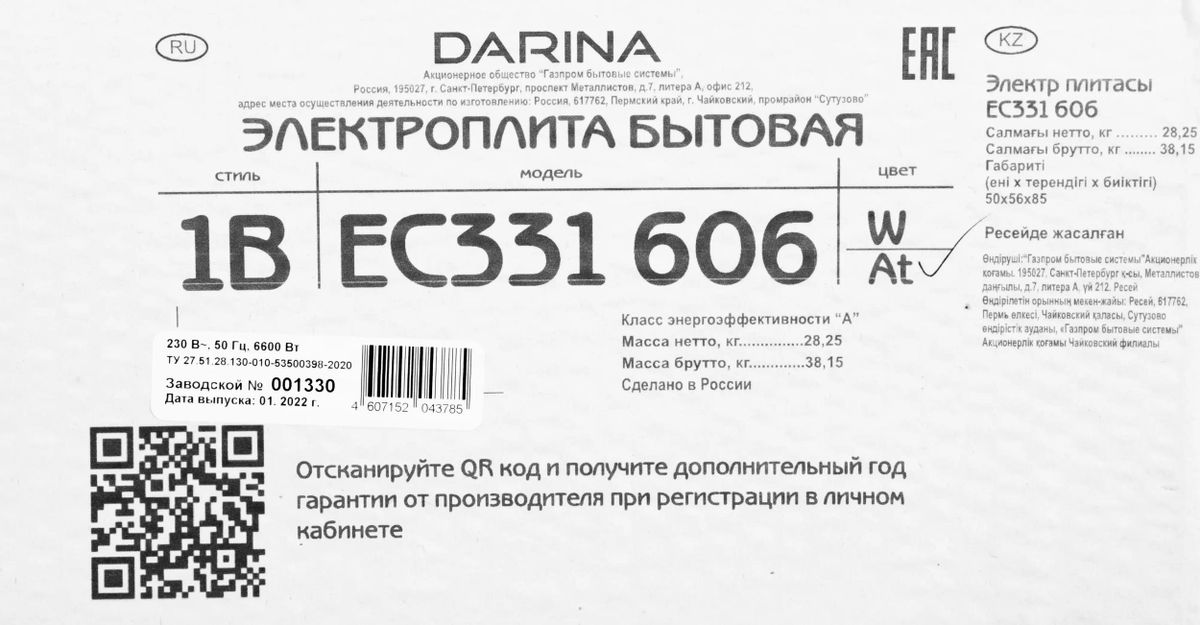 RU
DARINA
Акционерное общество "Газпром бытовые системы",
Россия, 195027, г. Санкт-Петербург, проспект Металлистов, д.7, литера А, офис 212,
адрес места осуществления деятельности по изготовлению: Россия, 617762, Пермский край, г. Чайковский, промрайон "Сутузово"
ЭЛЕКТРОПЛИТА БЫТОВАЯ
стиль модель цвет
1B EC331 606 W
At
Класс энергоэффективности "А"
Масса нетто, кг...............28,25
Масса брутто, кг.............38,15
Сделано в России
230 В~. 50 Гц. 6600 Вт
ТУ 27.51.28.130-010-53500398-2020
Заводской № 001330
Дата выпуска: 01. 2022 г.
4 607152 043785
Отсканируйте QR код и получите дополнительный год
гарантии от производителя при регистрации в личном
кабинете
EAC
KZ
Электр плитасы
EC331 606
Салмағы нетто, кг ......... 28,25
Салмағы брутто, кг ....... 38,15
Габариті
(ені х тереңдігі х биіктігі)
50х56х85
Ресейде жасалған
Өндіруші:"Газпром бытовые системы"Акционерлік
қоғамы. 195027, Санкт-Петербург қ-сы, Металлистов
даңғылы, д.7, литера А, үй 212. Ресей
Өндірілетін орынның мекен-жайы: Ресей, 617762,
Пермь өлкесі, Чайковский қаласы, Сутузово
өндірістік ауданы, «Газпром бытовые системы"
Акционерлік қоғамы Чайковский филиалы